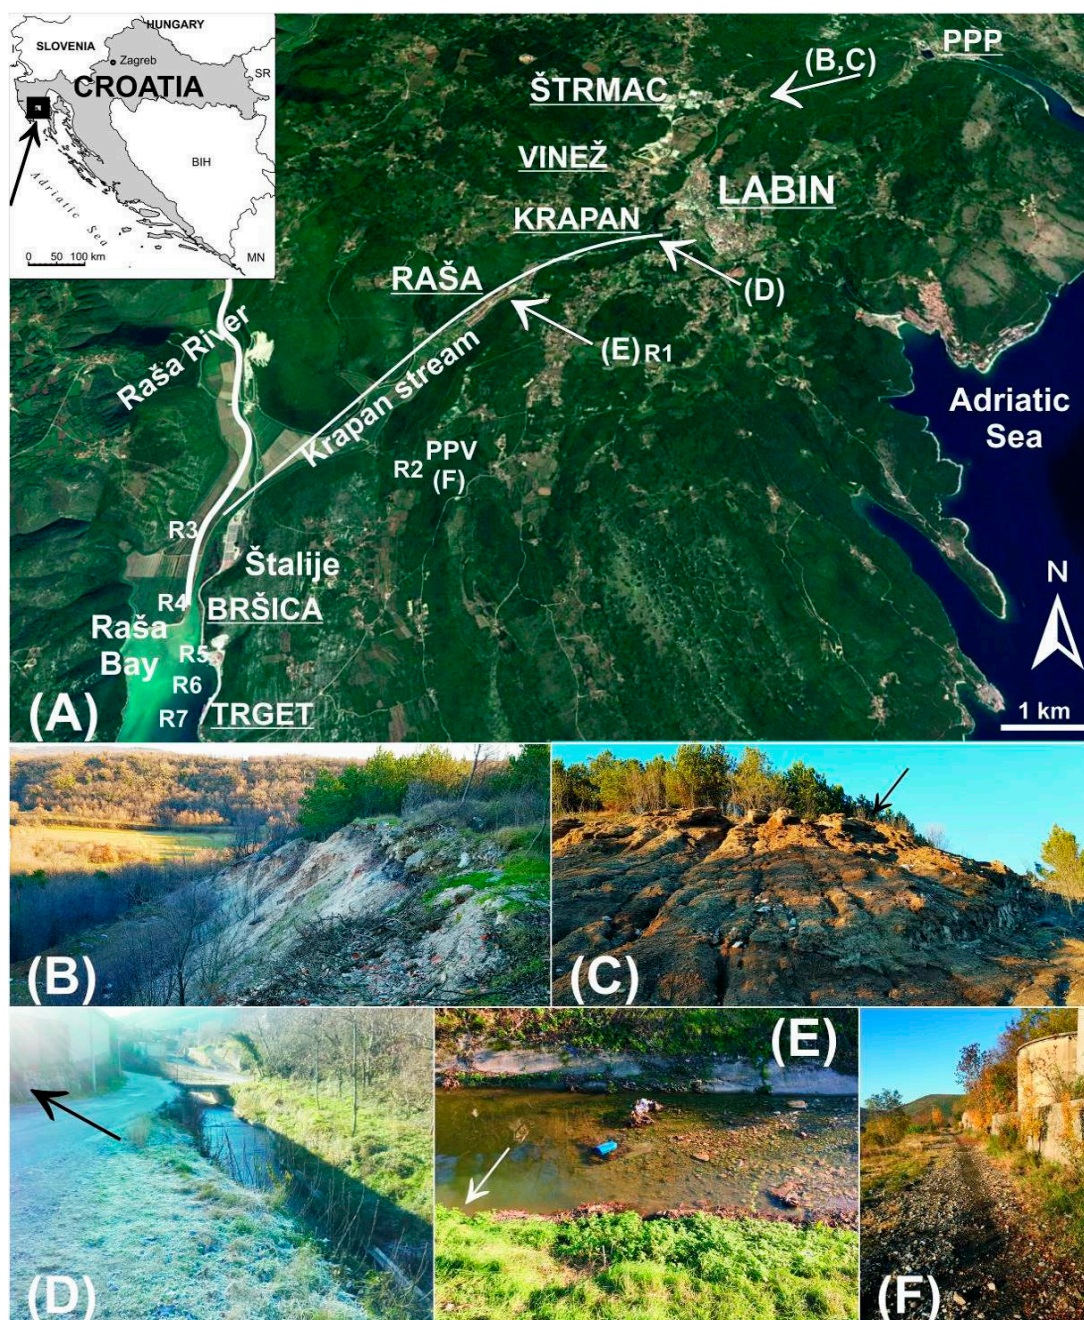 HUNGARY
SLOVENIA
I
Zagreb
CROATIA
SR
BIH
Adriatic
Sea
MN
0 50 100 km
PPP
(B,C)
ŠTRMAC
VINEŽ
LABIN
KRAPAN
RAŠA
(D)
(E) R1
Raša River
Krapan stream
Adriatic
Sea
R2 PPV
(F)
R3
Štalije
N
R4 BRŠICA
Raša
Bay
R5
R6
R7 TRGET
1 km
(A)
(B)
(C)
(D)
(E)
(F)